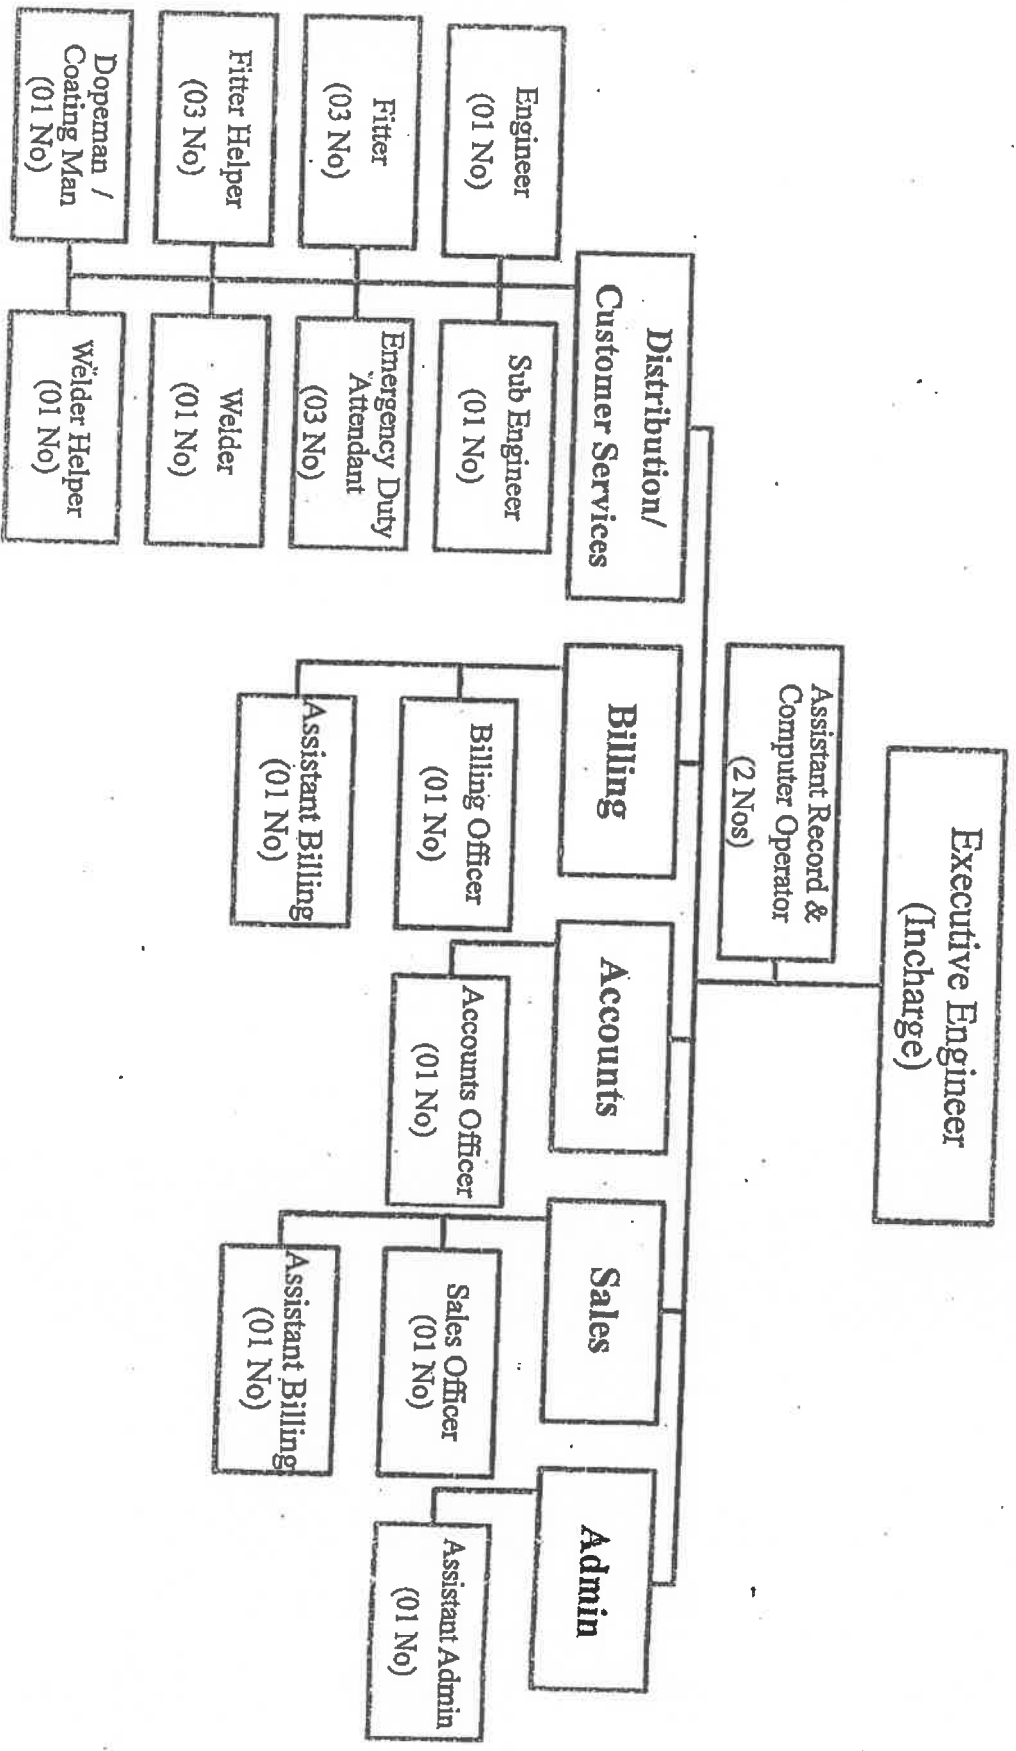 Executive Engineer
(Incharge)
Assistant Record &
Computer Operator
(2 Nos)
Distribution/
Customer Services
Billing
Accounts
Sales
Admin
Engineer
(01 No)
Sub Engineer
(01 No)
Fitter
(03 No)
Emergency Duty
Attendant
(03 No)
Fitter Helper
(03 No)
Welder
(01 No)
Dopeman /
Coating Man
(01 No)
Welder Helper
(01 No)
Billing Officer
(01 No)
Assistant Billing
(01 No)
Accounts Officer
(01 No)
Sales Officer
(01 No)
Assistant Billing
(01 No)
Assistant Admin
(01 No)